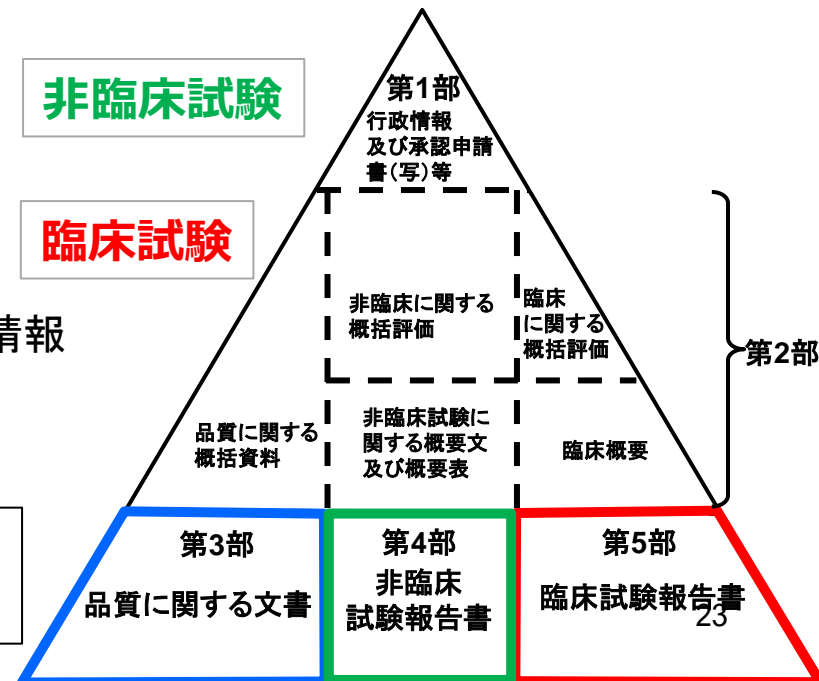 非臨床試験
臨床試験
情報
第1部
行政情報
及び承認申請
書(写)等
非臨床に関する
概括評価
臨床
に関する
概括評価
第2部
品質に関する
概括資料
非臨床試験に
関する概要文
及び概要表
臨床概要
第3部
品質に関する文書
第4部
非臨床
試験報告書
第5部
臨床試験報告書
23